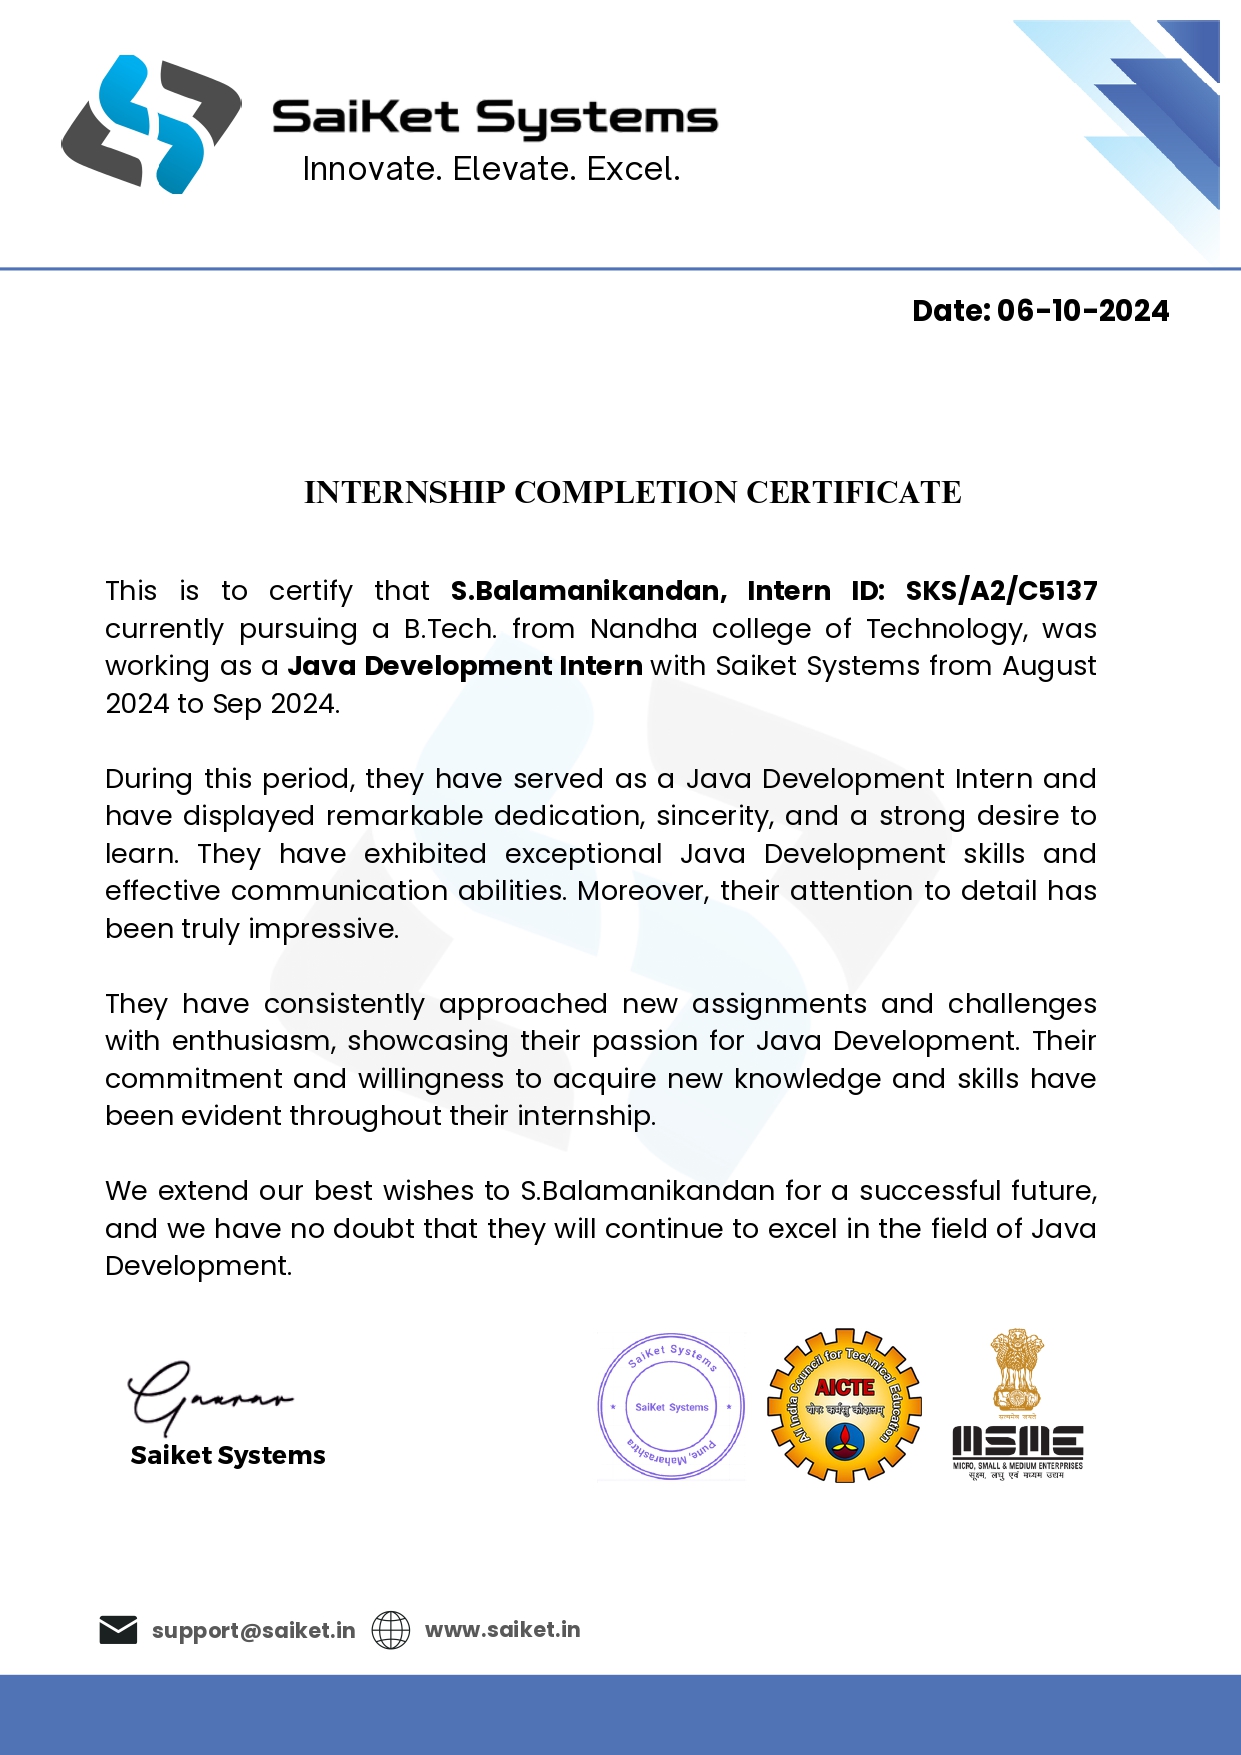 SaiKet Systems
Innovate. Elevate. Excel.
Date: 06-10-2024
INTERNSHIP COMPLETION CERTIFICATE
This is to certify that S.Balamanikandan, Intern ID: SKS/A2/C5137
currently pursuing a B.Tech. from Nandha college of Technology, was
working as a Java Development Intern with Saiket Systems from August
2024 to Sep 2024.
During this period, they have served as a Java Development Intern and
have displayed remarkable dedication, sincerity, and a strong desire to
learn. They have exhibited exceptional Java Development skills and
effective communication abilities. Moreover, their attention to detail has
been truly impressive.
They have consistently approached new assignments and challenges
with enthusiasm, showcasing their passion for Java Development. Their
commitment and willingness to acquire new knowledge and skills have
been evident throughout their internship.
We extend our best wishes to S.Balamanikandan for a successful future,
and we have no doubt that they will continue to excel in the field of Java
Development.
Gaurav
Saiket Systems
SaiKet Systems
SaiKet Systems
Pune, Maharashtra
All India Council for Technical Education
AICTE
योगः कर्मसु कौशलम्
सत्यमेव जयते
MSME
MICRO, SMALL & MEDIUM ENTERPRISES
सूक्ष्म, लघु एवं मध्यम उद्यम
support@saiket.in
www.saiket.in